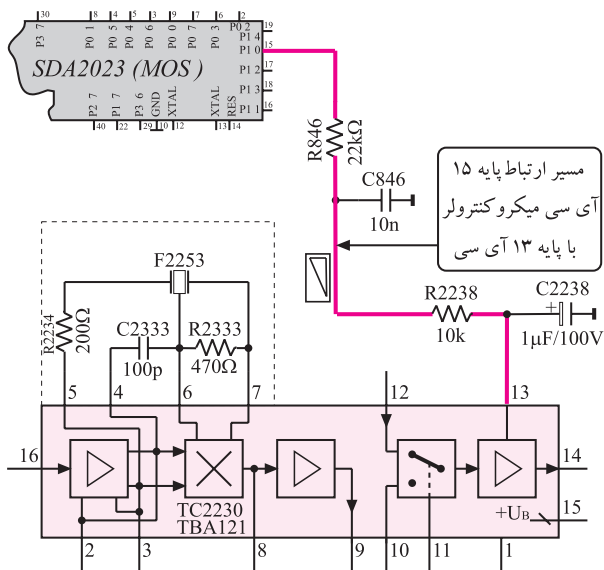 30 8 4 5 3 9 7 6 2
P3 7 P0 1 P0 5 P0 4 P0 3 P0 0 P0 7 P0 3 P0 2
SDA2023 (MOS)
P1 4 19
P1 0 15
P1 2 17
P1 3 18
P1 1 16
P2 7 P1 7 P3 6 GND XTAL XTAL RES
40 22 29 10 12 13 14
R846
22kΩ
C846
10n
مسیر ارتباط پایه ۱۵
آی سی میکروکنترولر
با پایه ۱۳ آی سی
F2253
R2234
200Ω
C2333
100p
R2333
470Ω
R2238
10k
C2238
+
1µF/100V
5 4 6 7 12 13
16
14
TC2230
TBA121
+UB
15
2 3 8 9 10 11 1